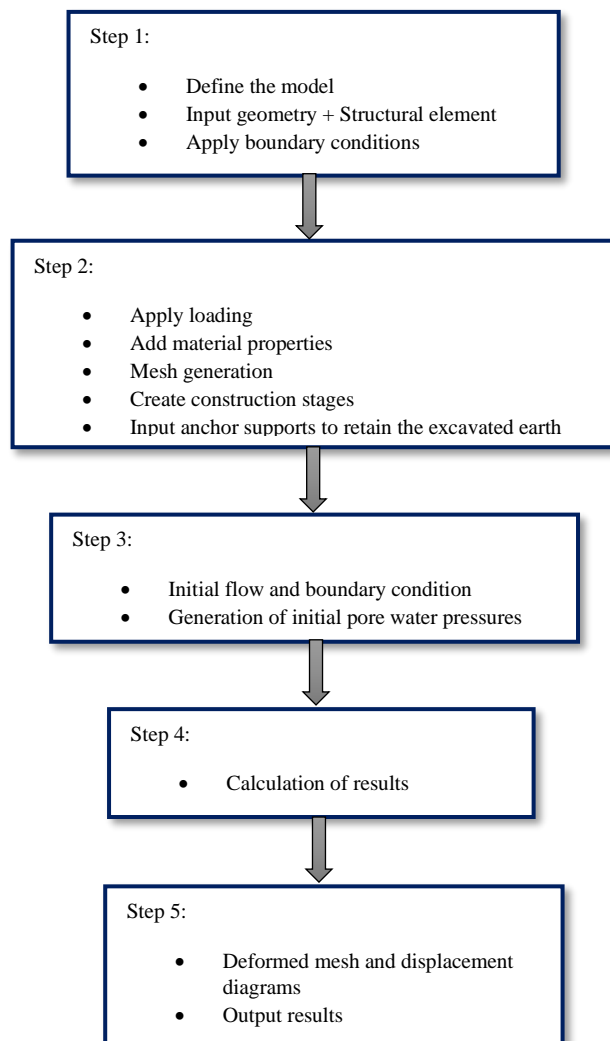 Step 1:
• Define the model
• Input geometry + Structural element
• Apply boundary conditions
Step 2:
• Apply loading
• Add material properties
• Mesh generation
• Create construction stages
• Input anchor supports to retain the excavated earth
Step 3:
• Initial flow and boundary condition
• Generation of initial pore water pressures
Step 4:
• Calculation of results
Step 5:
• Deformed mesh and displacement
diagrams
• Output results